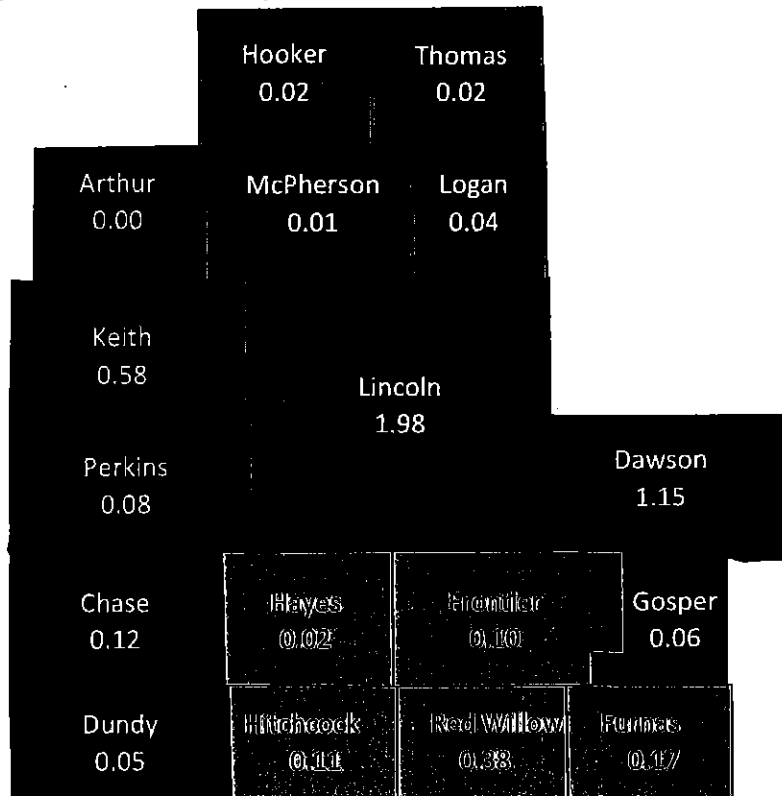 Hooker
0.02
Thomas
0.02
Arthur
0.00
McPherson
0.01
Logan
0.04
Keith
0.58
Lincoln
1.98
Perkins
0.08
Dawson
1.15
Chase
0.12
Hayes
0.02
Frontier
0.10
Gosper
0.06
Dundy
0.05
Hitchcock
0.11
Red Willow
0.38
Furnas
0.17